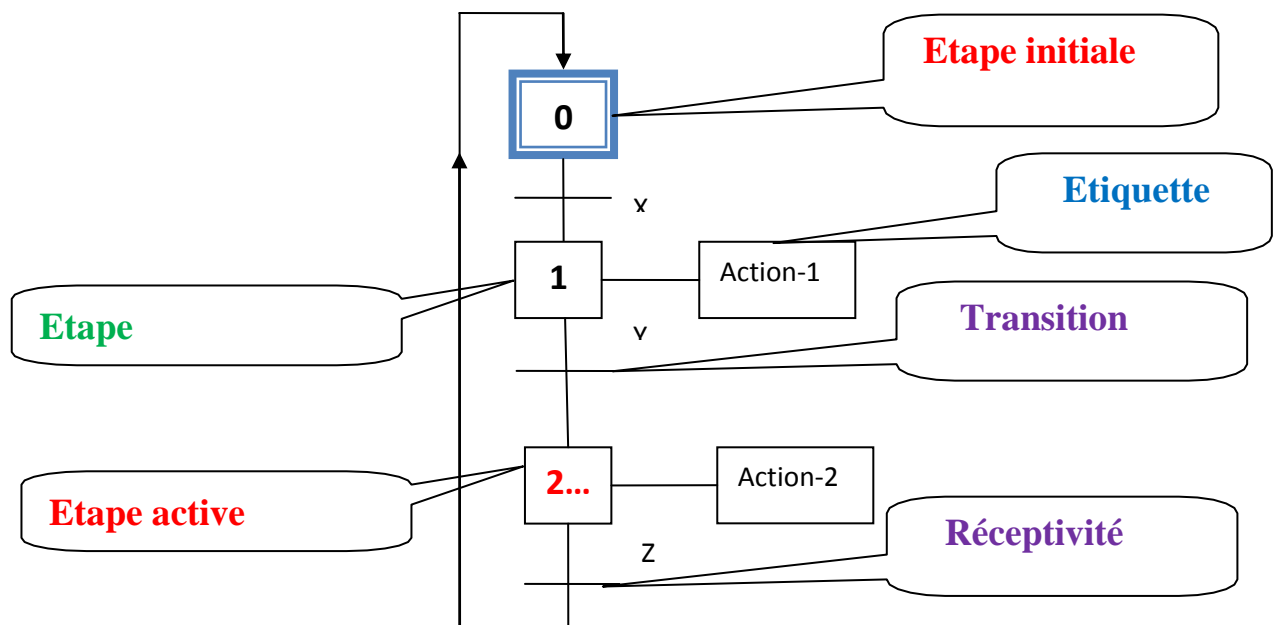 Etape initiale
0
Etiquette
X
1
Action-1
Etape
Transition
Y
2...
Action-2
Etape active
Réceptivité
Z